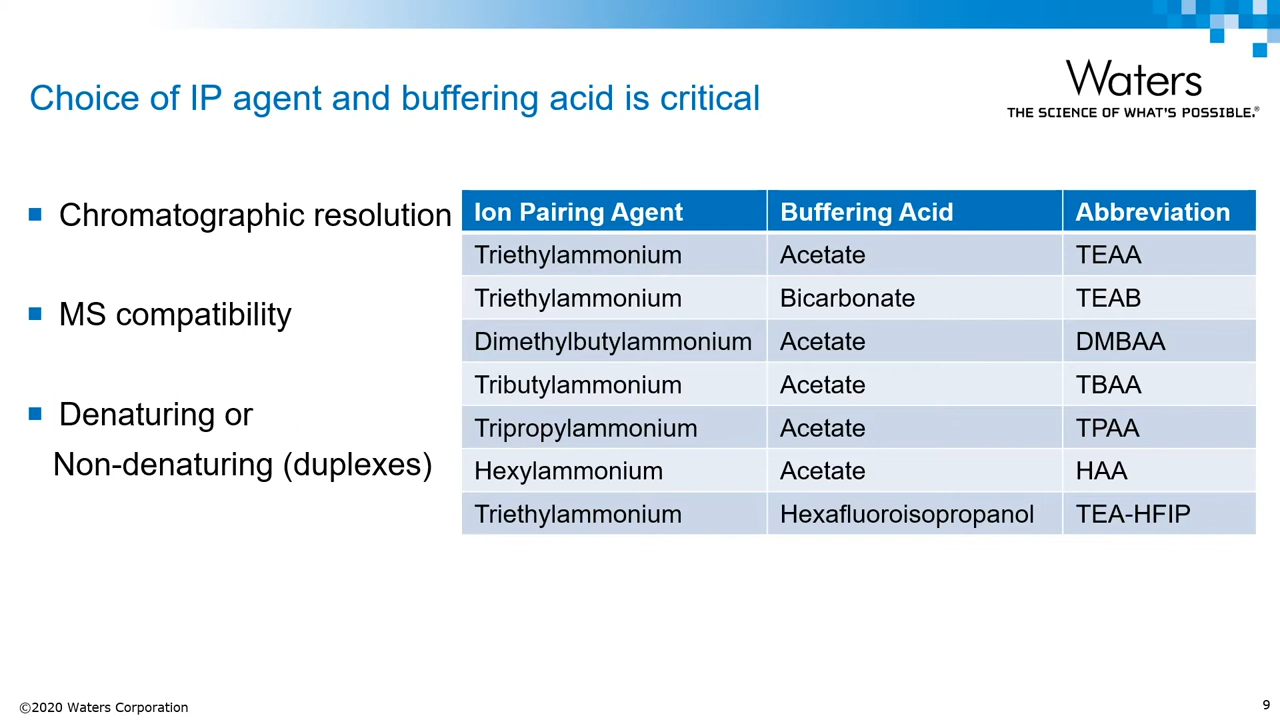 Waters
THE SCIENCE OF WHAT'S POSSIBLE.®
Choice of IP agent and buffering acid is critical
Chromatographic resolution
MS compatibility
Denaturing or
Non-denaturing (duplexes)
Ion Pairing Agent Buffering Acid Abbreviation
Triethylammonium Acetate TEAA
Triethylammonium Bicarbonate TEAB
Dimethylbutylammonium Acetate DMBAA
Tributylammonium Acetate TBAA
Tripropylammonium Acetate TPAA
Hexylammonium Acetate HAA
Triethylammonium Hexafluoroisopropanol TEA-HFIP
©2020 Waters Corporation
9